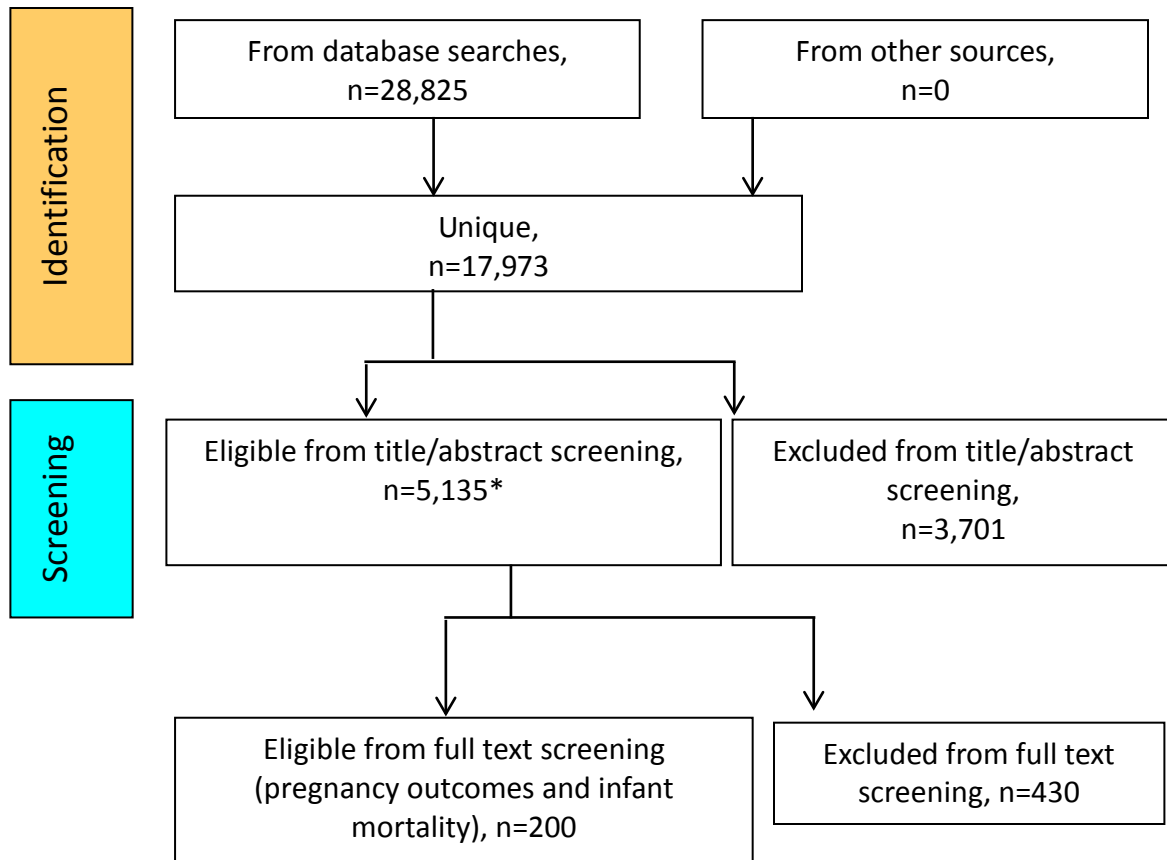 Identification
From database searches,
n=28,825
From other sources,
n=0
Unique,
n=17,973
Screening
Eligible from title/abstract screening,
n=5,135*
Excluded from title/abstract
screening,
n=3,701
Eligible from full text screening
(pregnancy outcomes and infant
mortality), n=200
Excluded from full text
screening, n=430